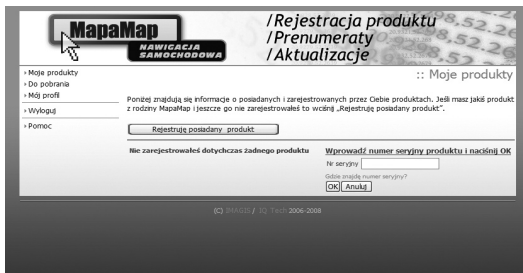 MapaMap
NAWIGACJA
SAMOCHODOWA
/Rejestracja produktu
/Prenumeraty
/Aktualizacje
:: Moje produkty
› Moje produkty
› Do pobrania
› Mój profil
› Wyloguj
› Pomoc
Poniżej znajdują się informacje o posiadanych i zarejestrowanych przez Ciebie produktach. Jeśli masz jakiś produkt
z rodziny MapaMap i jeszcze go nie zarejestrowałeś to wciśnij „Rejestruję posiadany produkt”.
Rejestruję posiadany produkt
Nie zarejestrowałeś dotychczas żadnego produktu
Wprowadź numer seryjny produktu i naciśnij OK
Nr seryjny
Gdzie znajdę numer seryjny?
OK Anuluj
(C) IMAGIS / JQ Tech 2006-2008